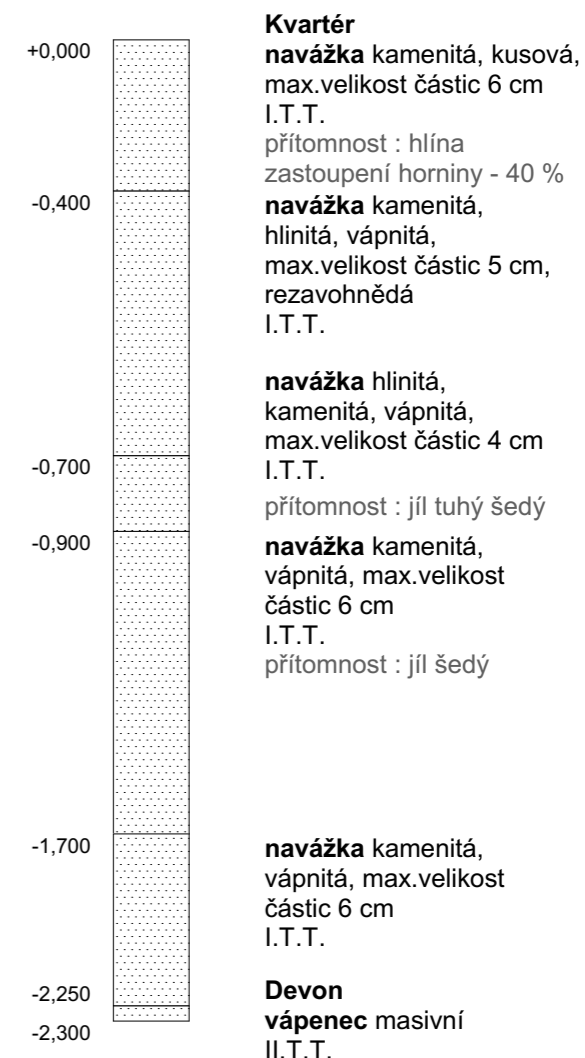 Kvartér
+0,000
navážka kamenitá, kusová,
max.velikost částic 6 cm
I.T.T.
přítomnost : hlína
zastoupení horniny - 40 %
-0,400
navážka kamenitá,
hlinitá, vápnitá,
max.velikost částic 5 cm,
rezavohnědá
I.T.T.
navážka hlinitá,
kamenitá, vápnitá,
max.velikost částic 4 cm
-0,700
I.T.T.
přítomnost : jíl tuhý šedý
-0,900
navážka kamenitá,
vápnitá, max.velikost
částic 6 cm
I.T.T.
přítomnost : jíl šedý
-1,700
navážka kamenitá,
vápnitá, max.velikost
částic 6 cm
I.T.T.
-2,250
Devon
vápenec masivní
-2,300
II.T.T.